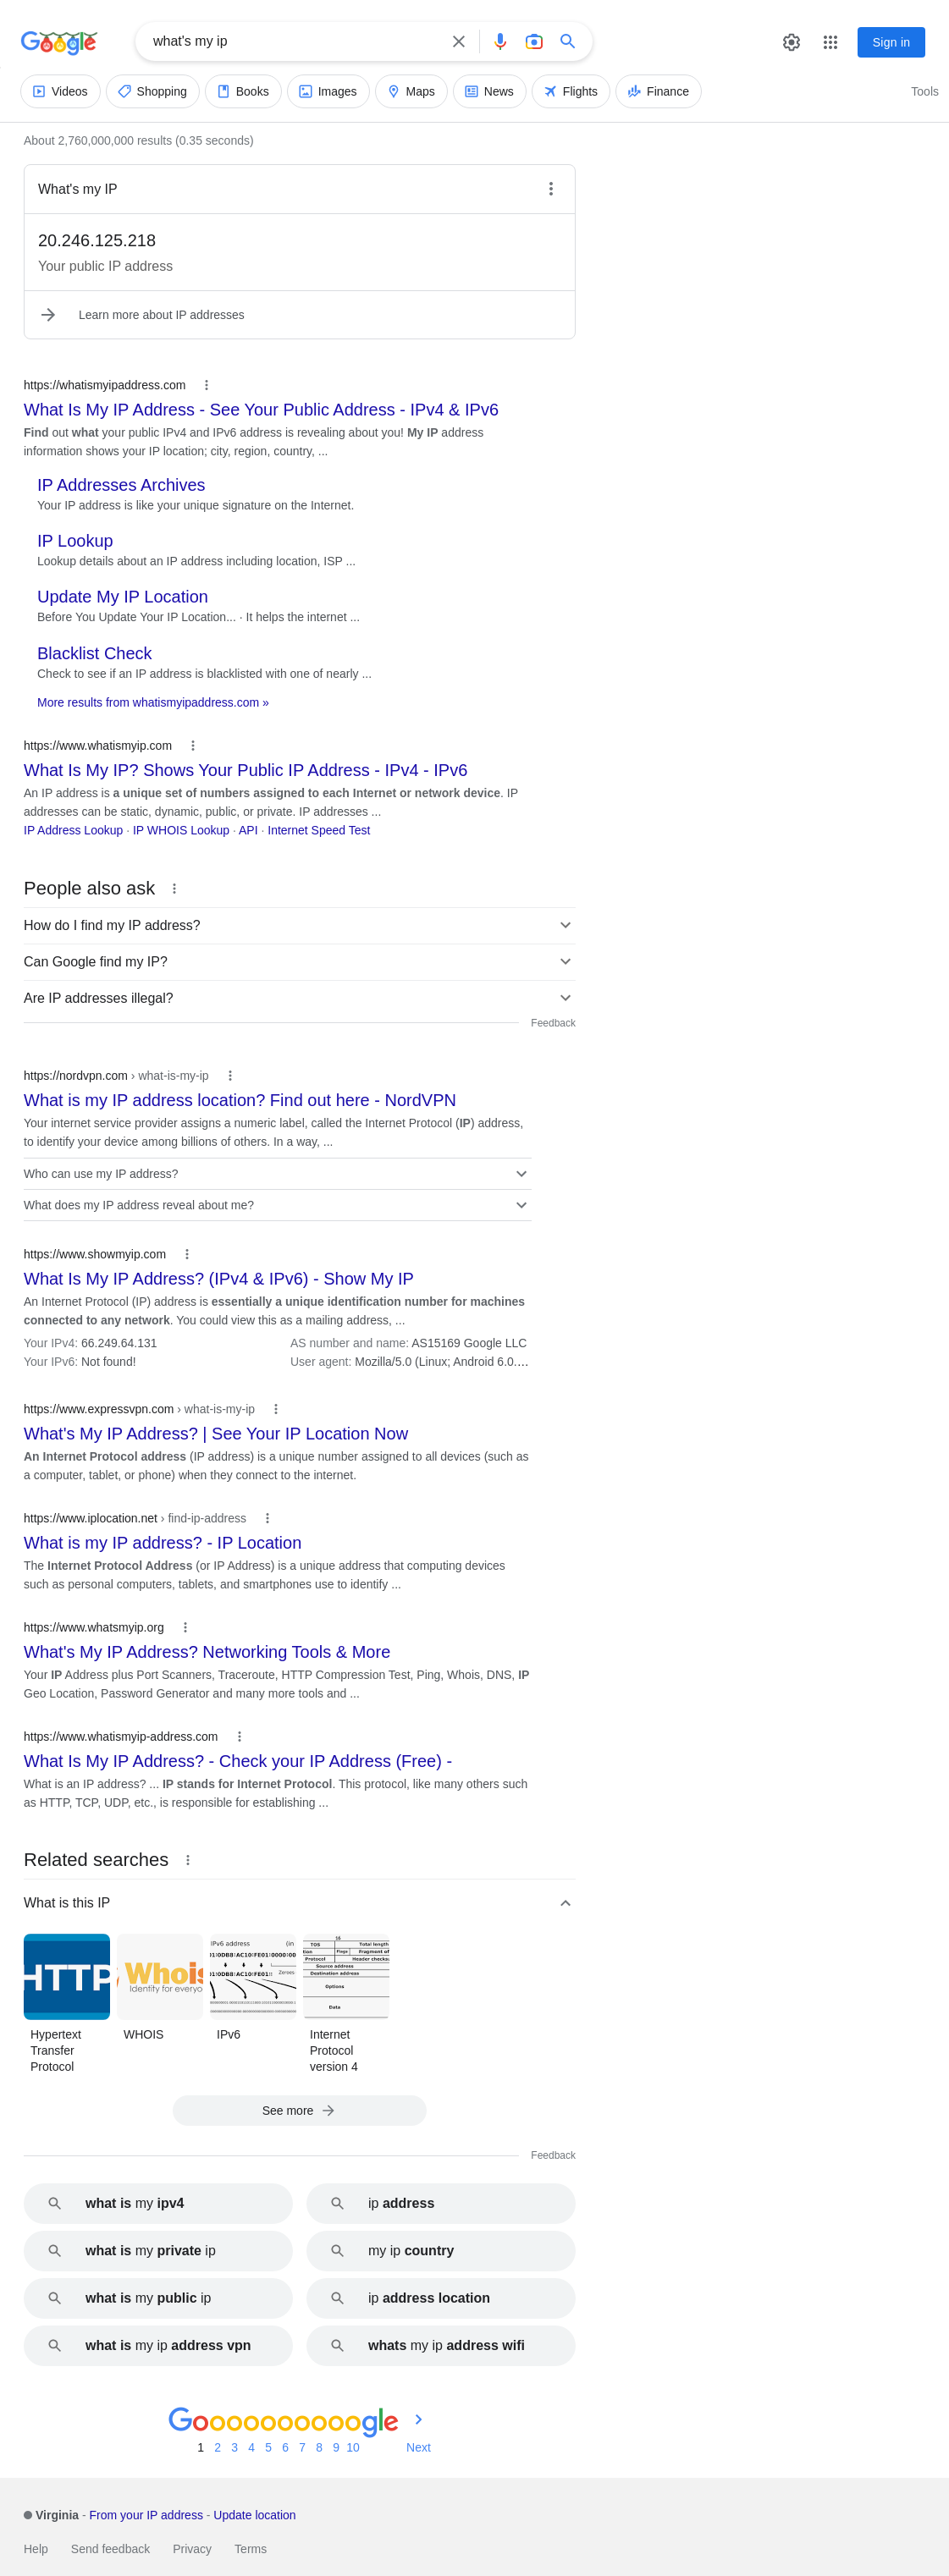 Google
what's my ip
Sign in
Videos
Shopping
Books
Images
Maps
News
Flights
Finance
Tools
About 2,760,000,000 results (0.35 seconds)
What's my IP
20.246.125.218
Your public IP address
Learn more about IP addresses
https://whatismyipaddress.com
What Is My IP Address - See Your Public Address - IPv4 & IPv6
Find out what your public IPv4 and IPv6 address is revealing about you! My IP address
information shows your IP location; city, region, country, ...
IP Addresses Archives
Your IP address is like your unique signature on the Internet.
IP Lookup
Lookup details about an IP address including location, ISP ...
Update My IP Location
Before You Update Your IP Location... · It helps the internet ...
Blacklist Check
Check to see if an IP address is blacklisted with one of nearly ...
More results from whatismyipaddress.com »
https://www.whatismyip.com
What Is My IP? Shows Your Public IP Address - IPv4 - IPv6
An IP address is a unique set of numbers assigned to each Internet or network device. IP
addresses can be static, dynamic, public, or private. IP addresses ...
IP Address Lookup · IP WHOIS Lookup · API · Internet Speed Test
People also ask
How do I find my IP address?
Can Google find my IP?
Are IP addresses illegal?
Feedback
https://nordvpn.com › what-is-my-ip
What is my IP address location? Find out here - NordVPN
Your internet service provider assigns a numeric label, called the Internet Protocol (IP) address,
to identify your device among billions of others. In a way, ...
Who can use my IP address?
What does my IP address reveal about me?
https://www.showmyip.com
What Is My IP Address? (IPv4 & IPv6) - Show My IP
An Internet Protocol (IP) address is essentially a unique identification number for machines
connected to any network. You could view this as a mailing address, ...
Your IPv4: 66.249.64.131
AS number and name: AS15169 Google LLC
Your IPv6: Not found!
User agent: Mozilla/5.0 (Linux; Android 6.0....
https://www.expressvpn.com › what-is-my-ip
What's My IP Address? | See Your IP Location Now
An Internet Protocol address (IP address) is a unique number assigned to all devices (such as
a computer, tablet, or phone) when they connect to the internet.
https://www.iplocation.net › find-ip-address
What is my IP address? - IP Location
The Internet Protocol Address (or IP Address) is a unique address that computing devices
such as personal computers, tablets, and smartphones use to identify ...
https://www.whatsmyip.org
What's My IP Address? Networking Tools & More
Your IP Address plus Port Scanners, Traceroute, HTTP Compression Test, Ping, Whois, DNS, IP
Geo Location, Password Generator and many more tools and ...
https://www.whatismyip-address.com
What Is My IP Address? - Check your IP Address (Free) -
What is an IP address? ... IP stands for Internet Protocol. This protocol, like many others such
as HTTP, TCP, UDP, etc., is responsible for establishing ...
Related searches
What is this IP
HTTP
Whois
Identity for everyo
IPv6 address (in
Zeroes
16
TOS Total length
Flags Fragment of
Protocol Header checksu
Source address
Destination address
Options
Data
Hypertext
Transfer
Protocol
WHOIS
IPv6
Internet
Protocol
version 4
See more
Feedback
what is my ipv4
ip address
what is my private ip
my ip country
what is my public ip
ip address location
what is my ip address vpn
whats my ip address wifi
Goooooooooogle
1 2 3 4 5 6 7 8 9 10 Next
Virginia - From your IP address - Update location
Help Send feedback Privacy Terms